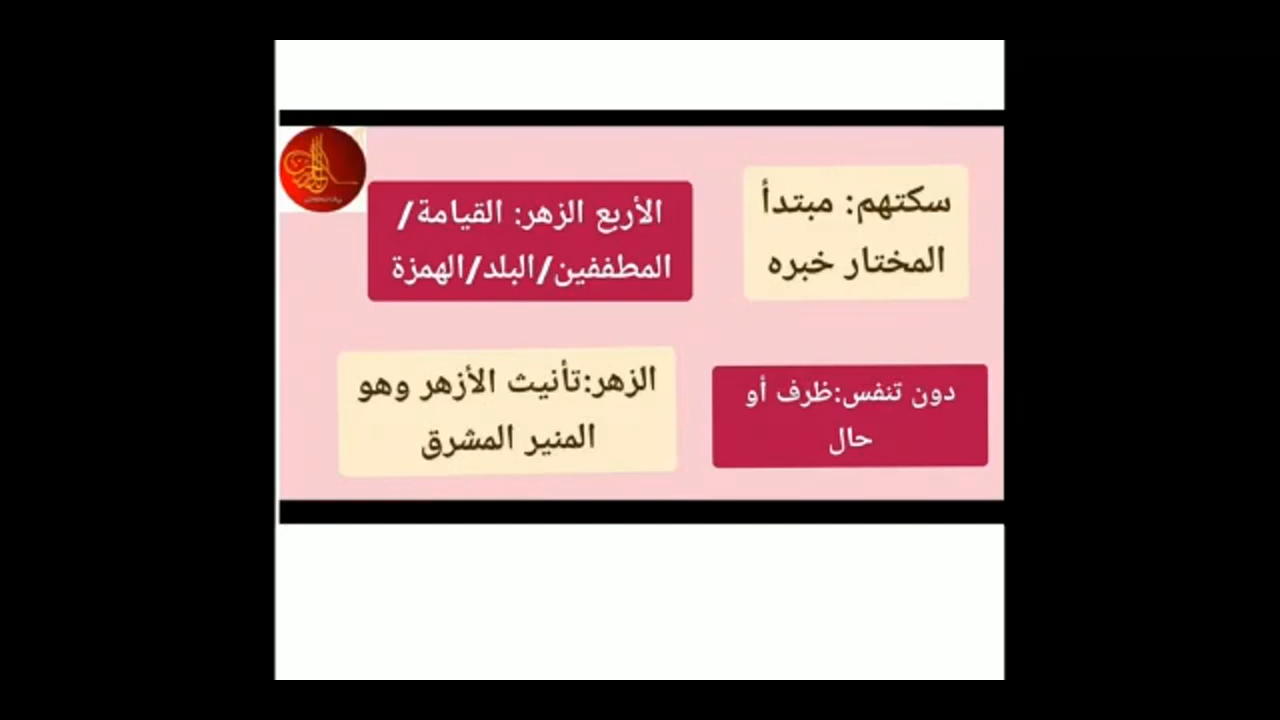 سكتهم: مبتدأ
المختار خبره
الأربع الزهر: القيامة/
المطففين/البلد/الهمزة
دون تنفس:ظرف أو
حال
الزهر:تأنيث الأزهر وهو
المنير المشرق